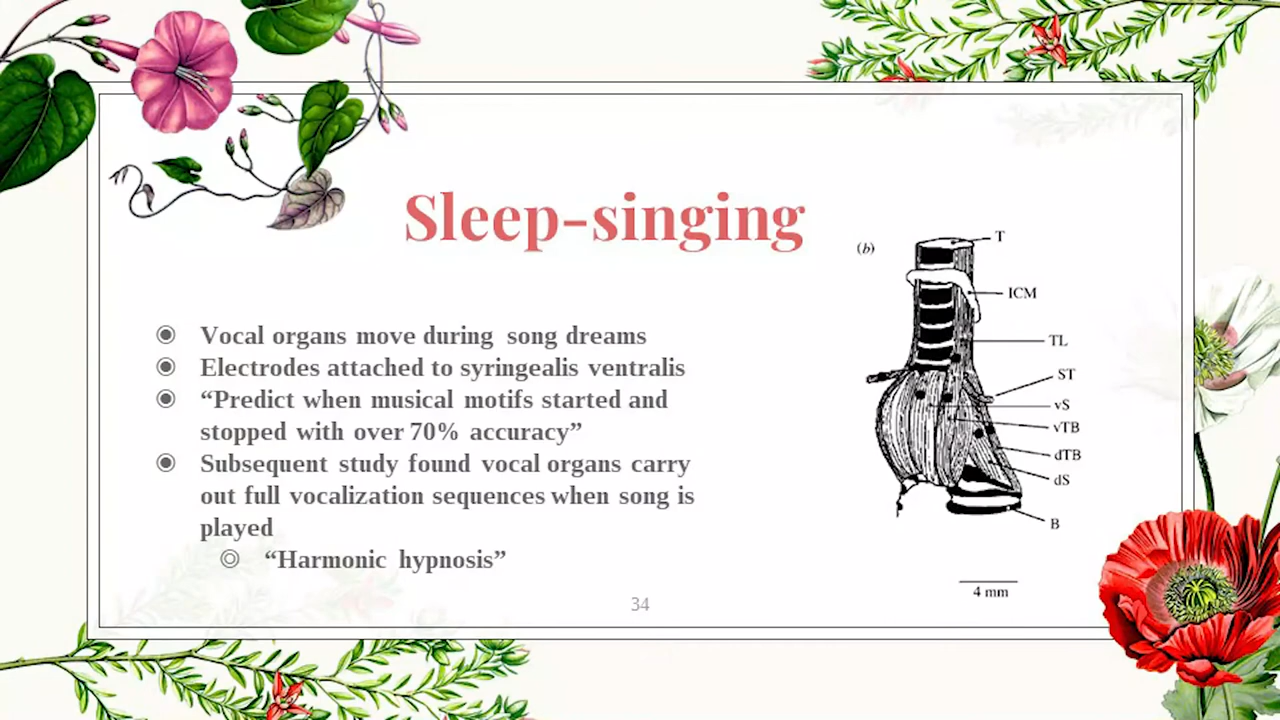 Sleep-singing
Vocal organs move during song dreams
Electrodes attached to syringealis ventralis
“Predict when musical motifs started and
stopped with over 70% accuracy”
Subsequent study found vocal organs carry
out full vocalization sequences when song is
played
“Harmonic hypnosis”
(b)
T
ICM
TL
ST
vS
vTB
dTB
dS
B
4 mm
34